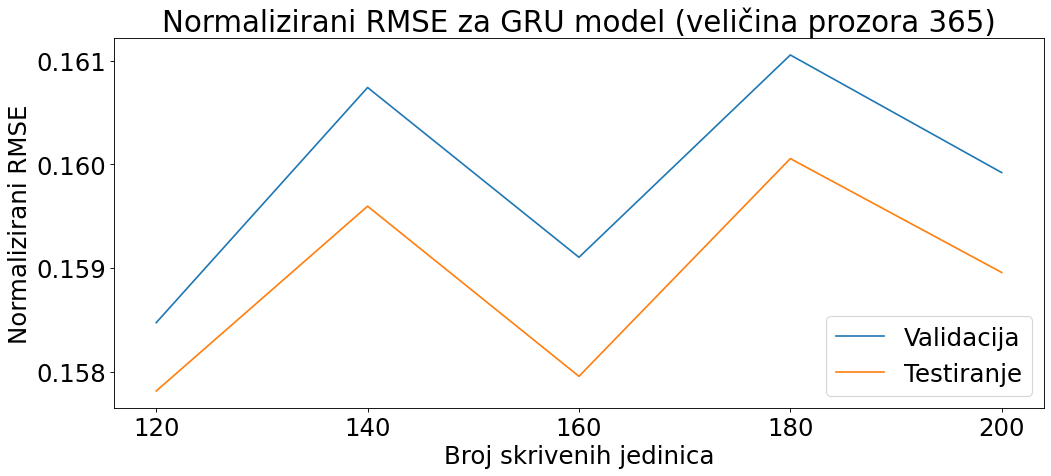 Normalizirani RMSE za GRU model (veličina prozora 365)
Normalizirani RMSE
0.161
0.160
0.159
0.158
Validacija
Testiranje
120 140 160 180 200
Broj skrivenih jedinica